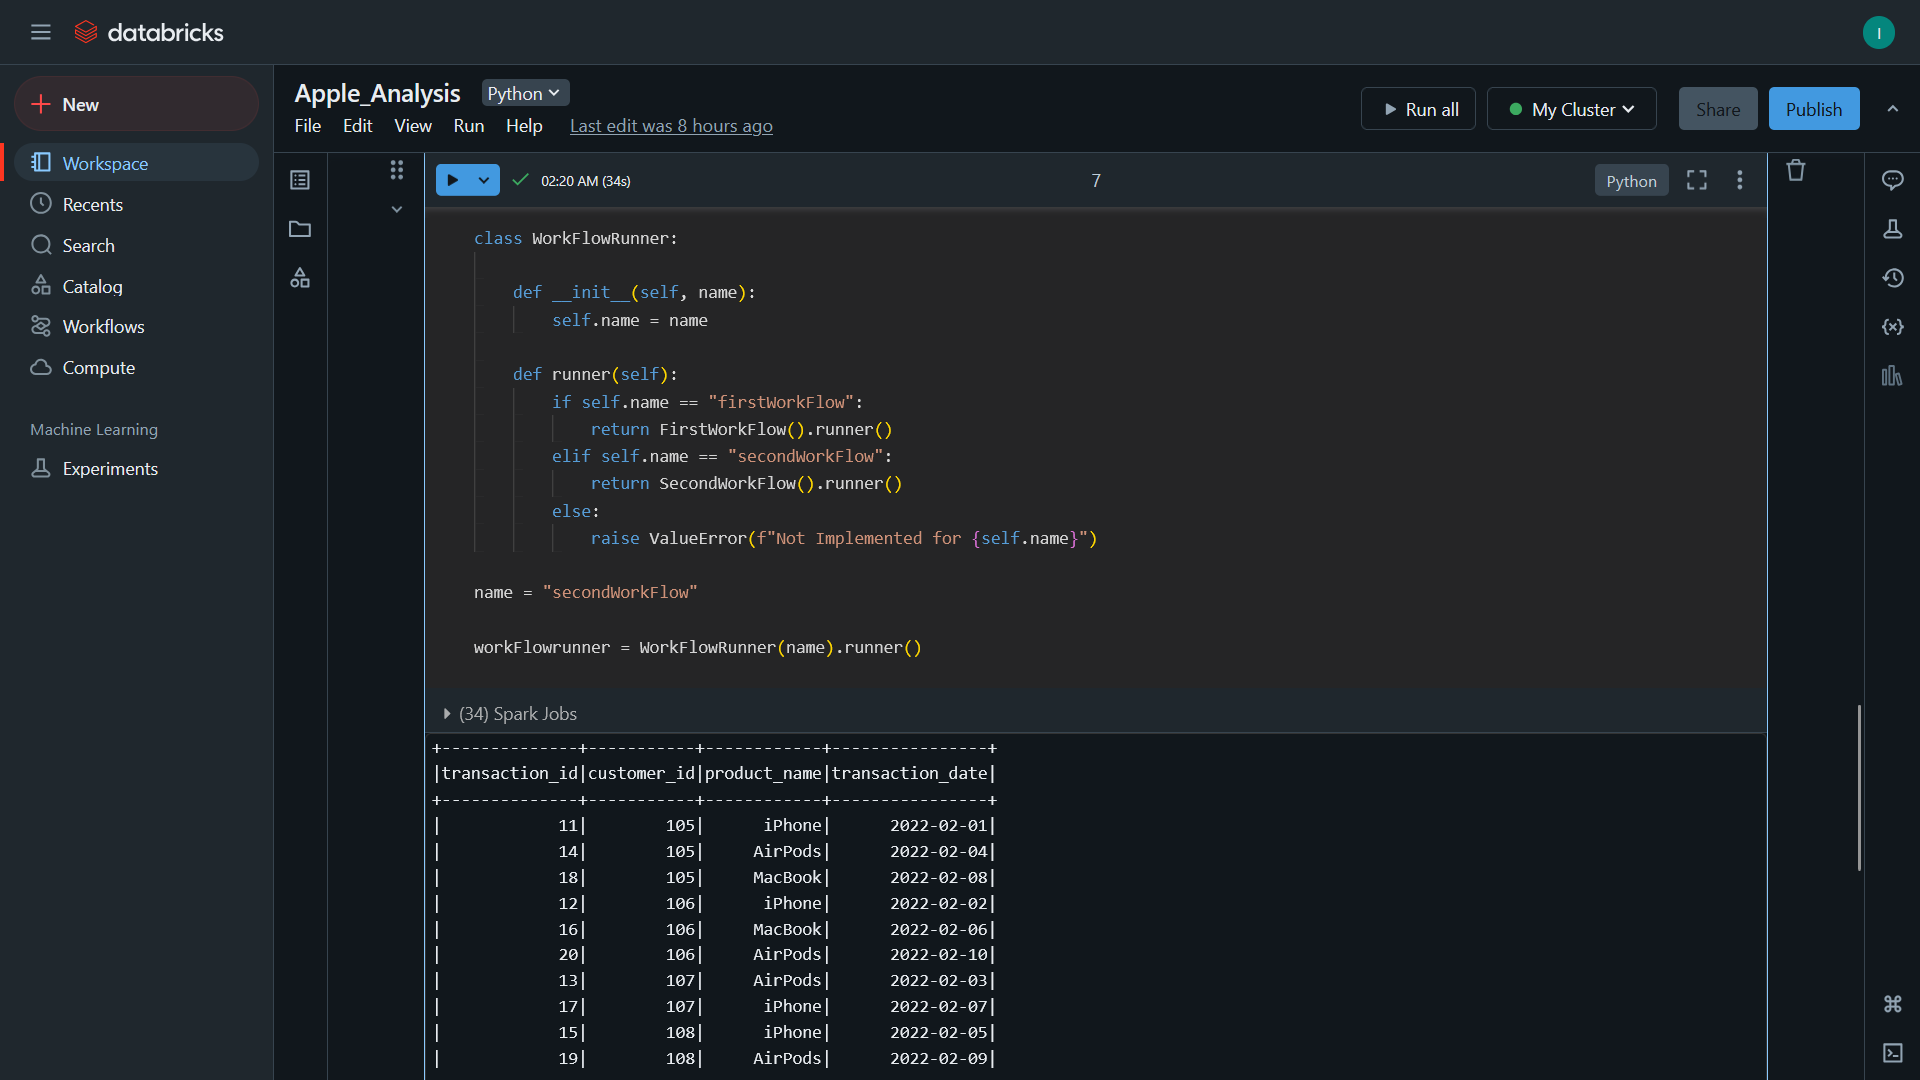 databricks
I
New
Workspace
Recents
Search
Catalog
Workflows
Compute
Machine Learning
Experiments
Apple_Analysis Python
File Edit View Run Help Last edit was 8 hours ago
Run all My Cluster Share Publish
02:20 AM (34s) 7 Python
class WorkFlowRunner:
def __init__(self, name):
self.name = name
def runner(self):
if self.name == "firstWorkFlow":
return FirstWorkFlow().runner()
elif self.name == "secondWorkFlow":
return SecondWorkFlow().runner()
else:
raise ValueError(f"Not Implemented for {self.name}")
name = "secondWorkFlow"
workFlowrunner = WorkFlowRunner(name).runner()
(34) Spark Jobs
+--------------+-----------+------------+----------------+
|transaction_id|customer_id|product_name|transaction_date|
+--------------+-----------+------------+----------------+
|            11|        105|      iPhone|      2022-02-01|
|            14|        105|     AirPods|      2022-02-04|
|            18|        105|     MacBook|      2022-02-08|
|            12|        106|      iPhone|      2022-02-02|
|            16|        106|     MacBook|      2022-02-06|
|            20|        106|     AirPods|      2022-02-10|
|            13|        107|     AirPods|      2022-02-03|
|            17|        107|      iPhone|      2022-02-07|
|            15|        108|      iPhone|      2022-02-05|
|            19|        108|     AirPods|      2022-02-09|